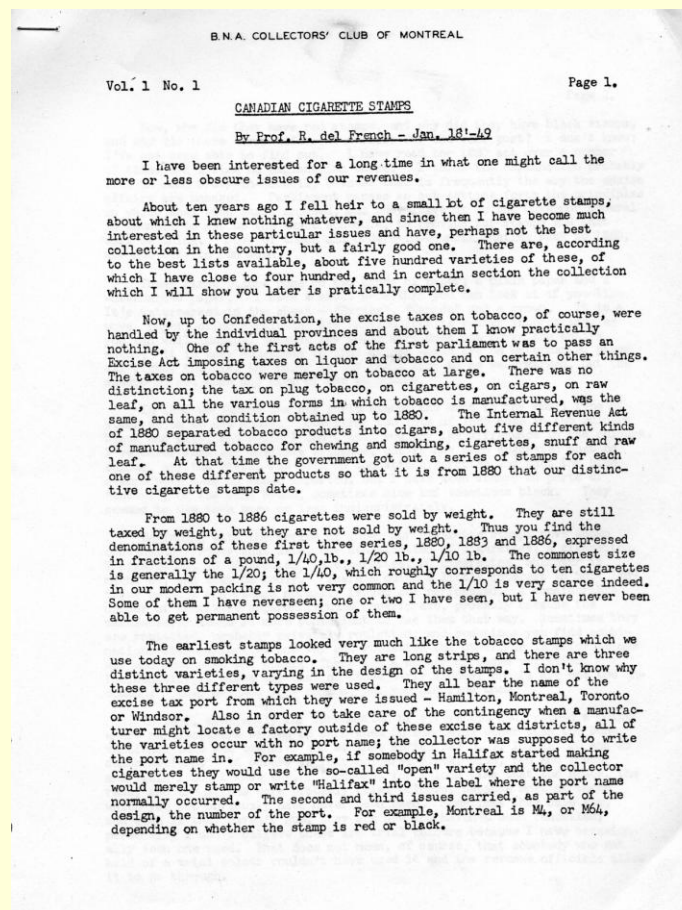 B.N.A. COLLECTORS' CLUB OF MONTREAL
Vol. 1 No. 1
Page 1.
CANADIAN CIGARETTE STAMPS
By Prof. R. del French - Jan. 18'-49
I have been interested for a long time in what one might call the
more or less obscure issues of our revenues.
About ten years ago I fell heir to a small lot of cigarette stamps,
about which I knew nothing whatever, and since then I have become much
interested in these particular issues and have, perhaps not the best
collection in the country, but a fairly good one. There are, according
to the best lists available, about five hundred varieties of these, of
which I have close to four hundred, and in certain section the collection
which I will show you later is pratically complete.
Now, up to Confederation, the excise taxes on tobacco, of course, were
handled by the individual provinces and about them I know practically
nothing. One of the first acts of the first parliament was to pass an
Excise Act imposing taxes on liquor and tobacco and on certain other things.
The taxes on tobacco were merely on tobacco at large. There was no
distinction; the tax on plug tobacco, on cigarettes, on cigars, on raw
leaf, on all the various forms in which tobacco is manufactured, was the
same, and that condition obtained up to 1880. The Internal Revenue Act
of 1880 separated tobacco products into cigars, about five different kinds
of manufactured tobacco for chewing and smoking, cigarettes, snuff and raw
leaf. At that time the government got out a series of stamps for each
one of these different products so that it is from 1880 that our distinc-
tive cigarette stamps date.
From 1880 to 1886 cigarettes were sold by weight. They are still
taxed by weight, but they are not sold by weight. Thus you find the
denominations of these first three series, 1880, 1883 and 1886, expressed
in fractions of a pound, 1/40,lb., 1/20 lb., 1/10 lb. The commonest size
is generally the 1/20; the 1/40, which roughly corresponds to ten cigarettes
in our modern packing is not very common and the 1/10 is very scarce indeed.
Some of them I have neverseen; one or two I have seen, but I have never been
able to get permanent possession of them.
The earliest stamps looked very much like the tobacco stamps which we
use today on smoking tobacco. They are long strips, and there are three
distinct varieties, varying in the design of the stamps. I don't know why
these three different types were used. They all bear the name of the
excise tax port from which they were issued - Hamilton, Montreal, Toronto
or Windsor. Also in order to take care of the contingency when a manufac-
turer might locate a factory outside of these excise tax districts, all of
the varieties occur with no port name; the collector was supposed to write
the port name in. For example, if somebody in Halifax started making
cigarettes they would use the so-called "open" variety and the collector
would merely stamp or write "Halifax" into the label where the port name
normally occurred. The second and third issues carried, as part of the
design, the number of the port. For example, Montreal is M4, or M64,
depending on whether the stamp is red or black.